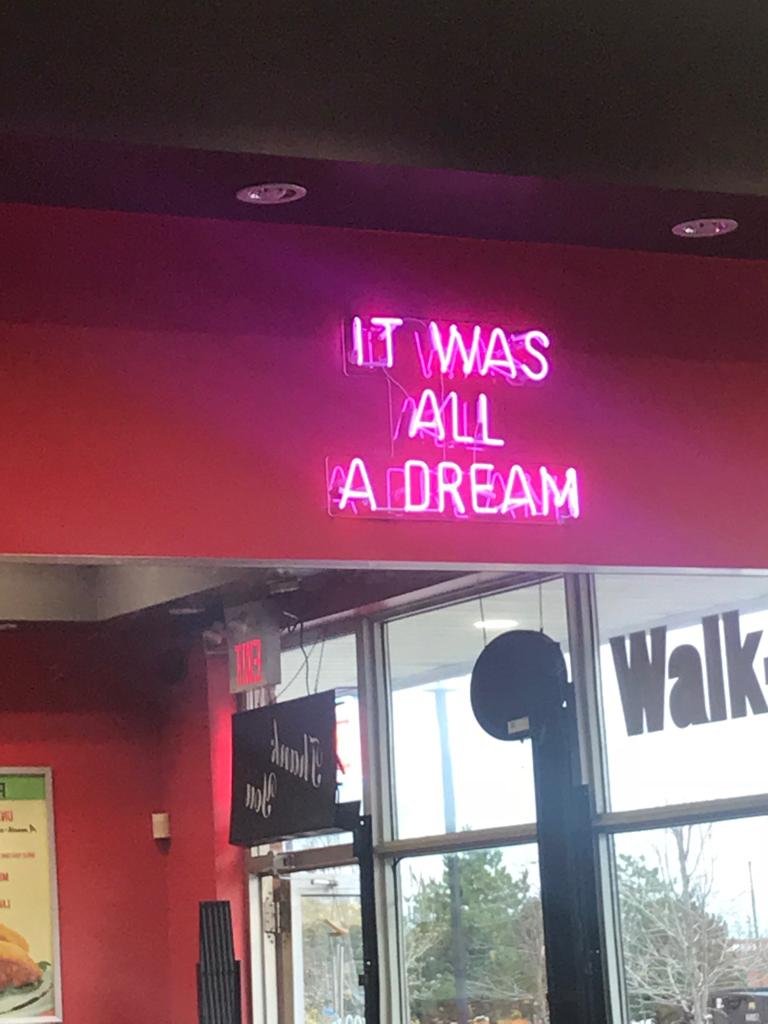 IT WAS
ALL
A DREAM
EXIT
Thank
You
Walk-